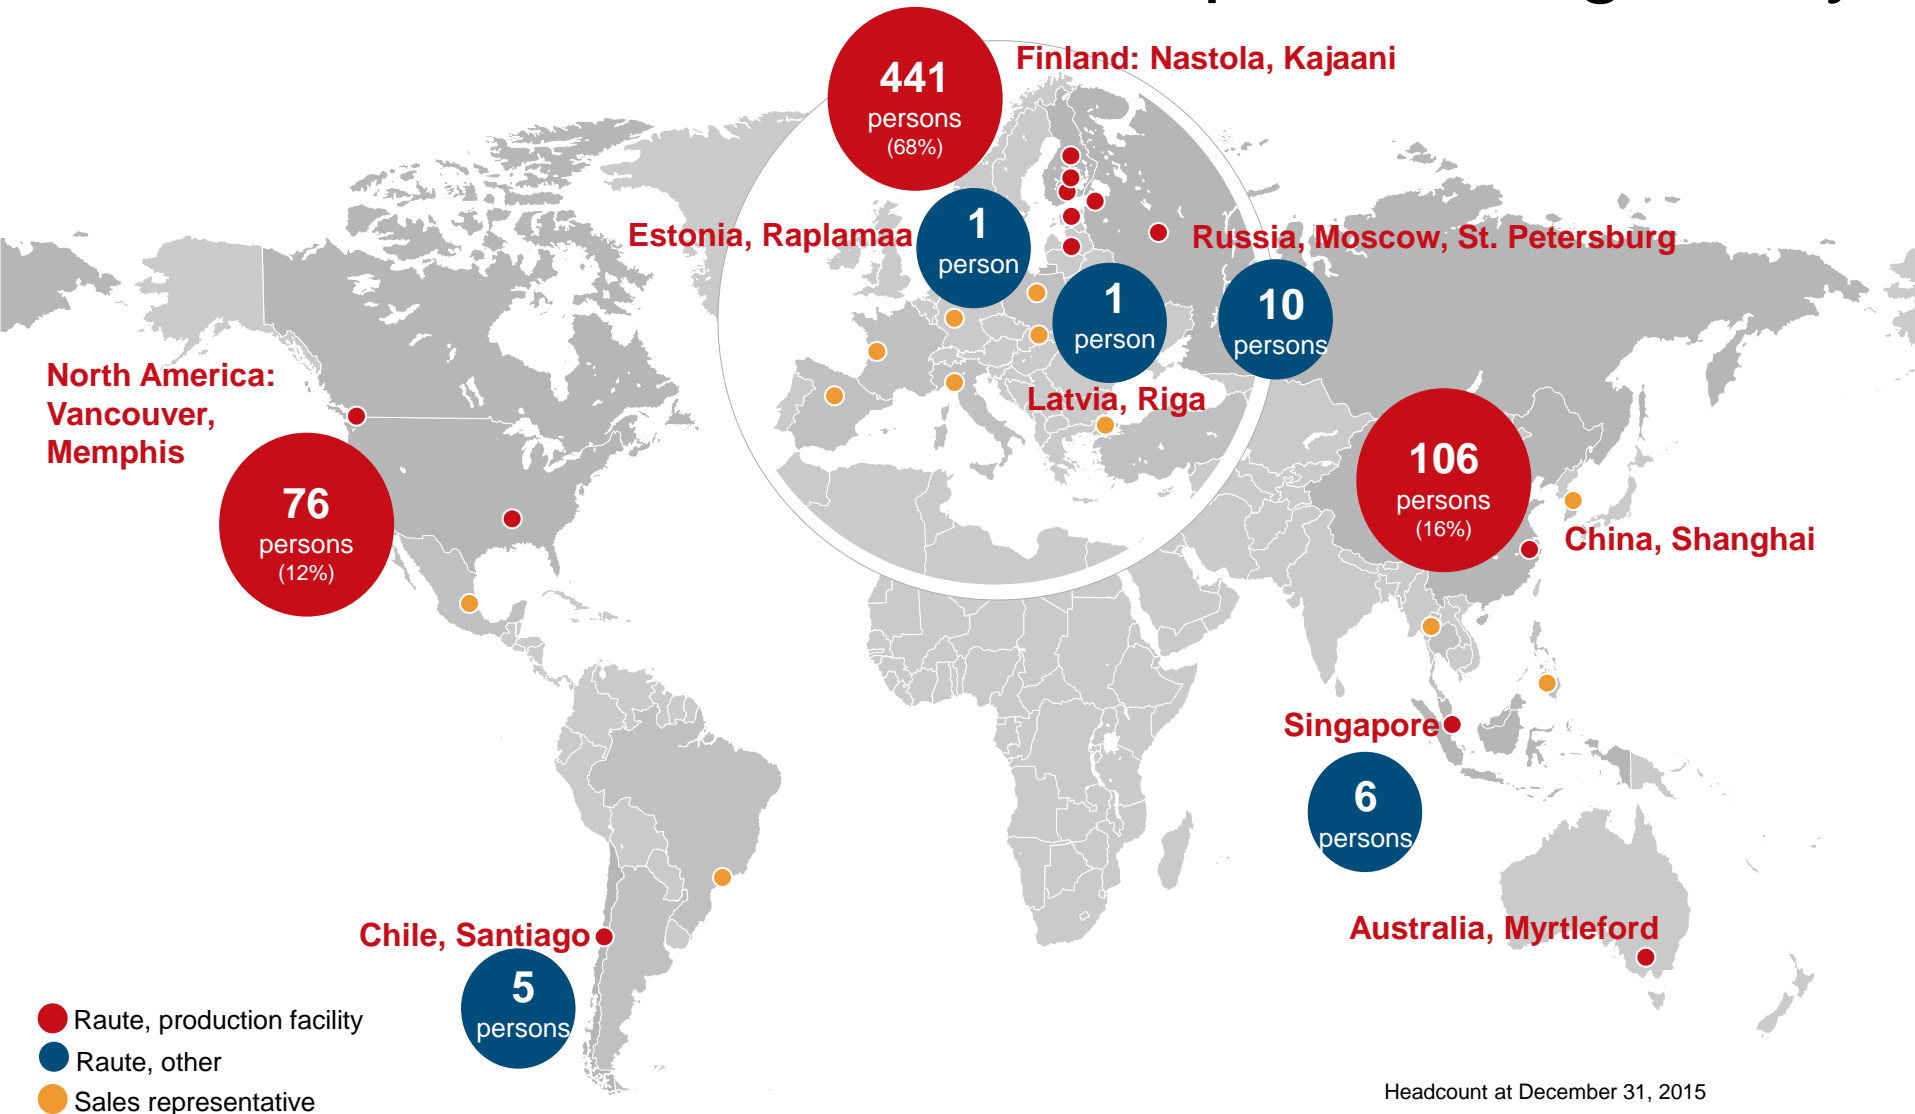 441
persons
(68%)
Finland: Nastola, Kajaani
Estonia, Raplamaa
1
person
Russia, Moscow, St. Petersburg
1
person
10
persons
Latvia, Riga
North America:
Vancouver,
Memphis
76
persons
(12%)
106
persons
(16%)
China, Shanghai
Singapore
6
persons
Australia, Myrtleford
Chile, Santiago
5
persons
Raute, production facility
Raute, other
Sales representative
Headcount at December 31, 2015